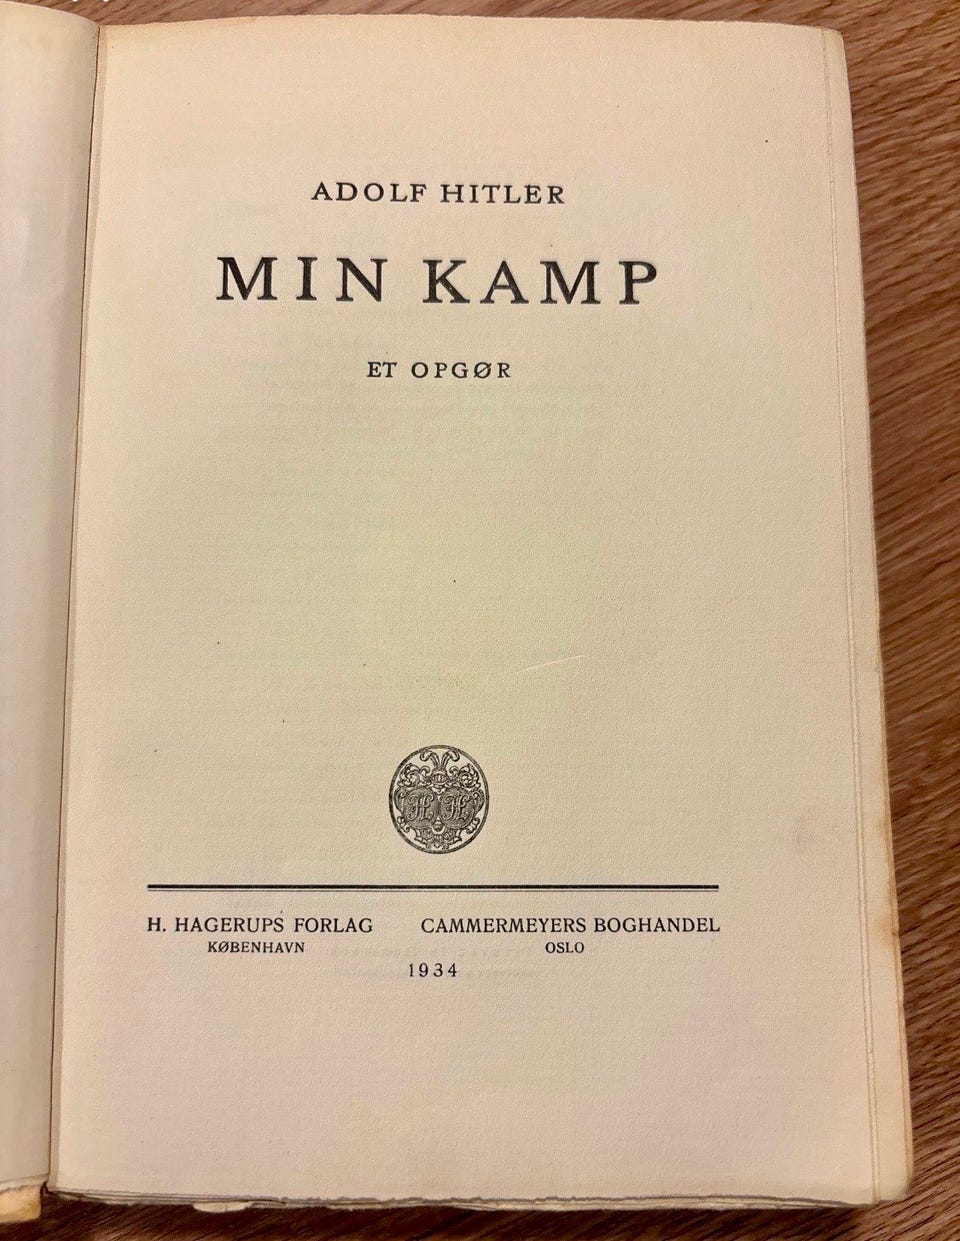 ADOLF HITLER
MIN KAMP
ET OPGØR
H H
H. HAGERUPS FORLAG CAMMERMEYERS BOGHANDEL
KØBENHAVN OSLO
1934